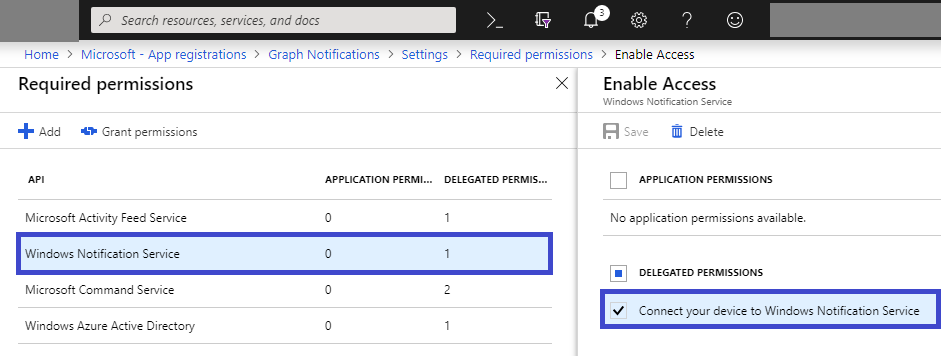 Search resources, services, and docs
3
Home > Microsoft - App registrations > Graph Notifications > Settings > Required permissions > Enable Access
Required permissions
Add
Grant permissions
API APPLICATION PERMI... DELEGATED PERMIS...
Microsoft Activity Feed Service 0 1
Windows Notification Service 0 1
Microsoft Command Service 0 2
Windows Azure Active Directory 0 1
Enable Access
Windows Notification Service
Save
Delete
APPLICATION PERMISSIONS
No application permissions available.
DELEGATED PERMISSIONS
Connect your device to Windows Notification Service